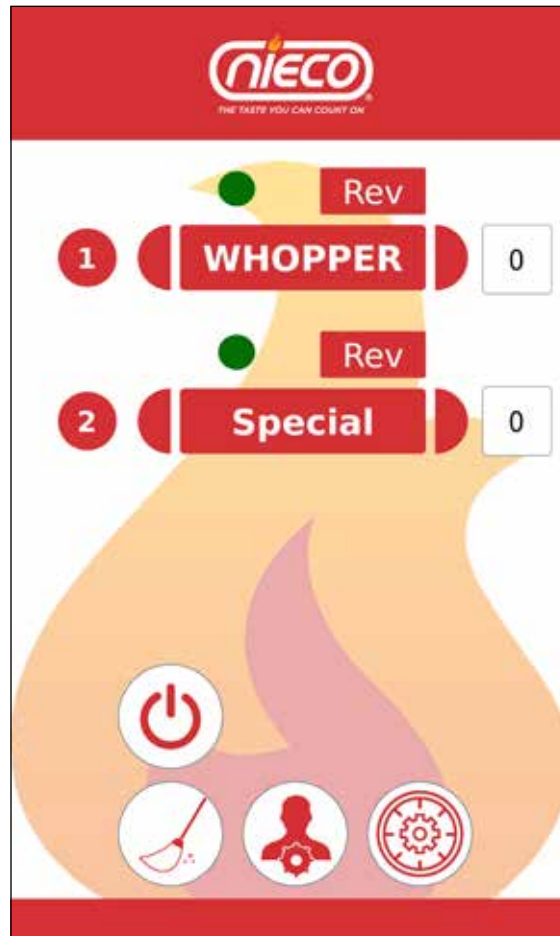 NIECO
THE TASTE YOU CAN COUNT ON
Rev
1 WHOPPER 0
Rev
2 Special 0